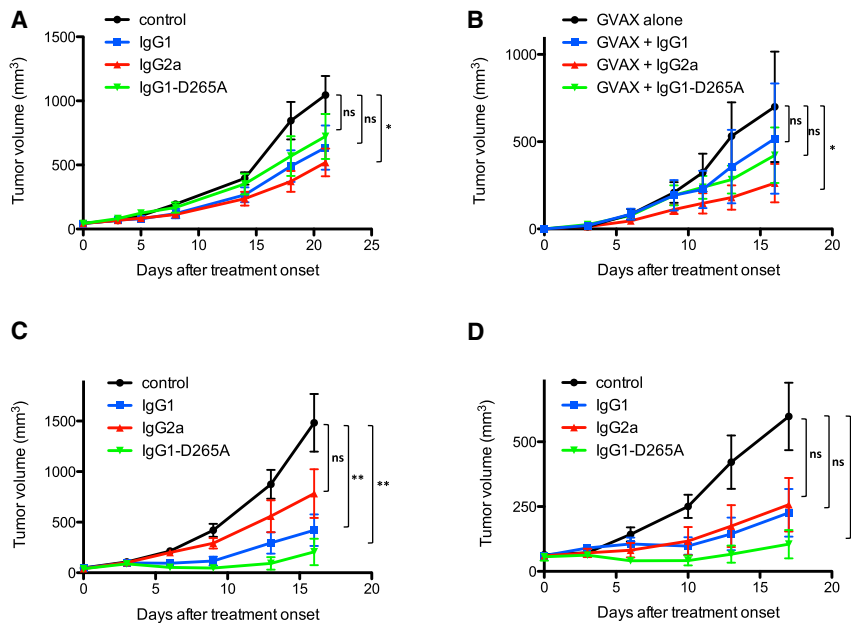 A
control
IgG1
IgG2a
IgG1-D265A
Tumor volume (mm3)
1500
1000
500
0
ns
ns
*
0 5 10 15 20 25
Days after treatment onset
B
GVAX alone
GVAX + IgG1
GVAX + IgG2a
GVAX + IgG1-D265A
Tumor volume (mm3)
1000
500
0
ns
ns
*
0 5 10 15 20
Days after treatment onset
C
control
IgG1
IgG2a
IgG1-D265A
Tumor volume (mm3)
1500
1000
500
0
ns
**
**
0 5 10 15 20
Days after treatment onset
D
control
IgG1
IgG2a
IgG1-D265A
Tumor volume (mm3)
500
250
0
ns
ns
0 5 10 15 20
Days after treatment onset